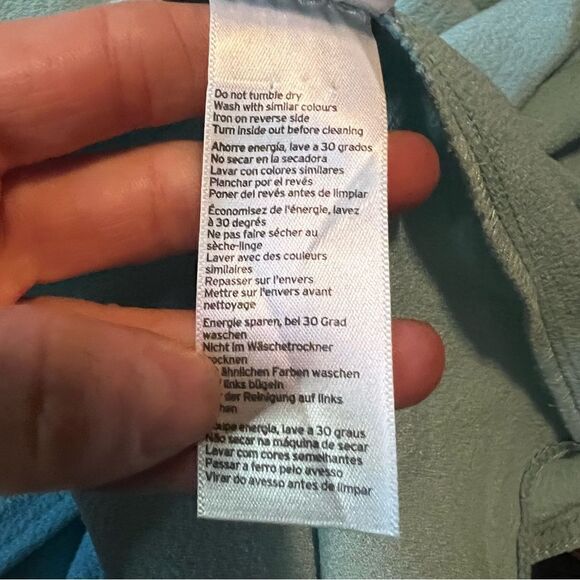 Do not tumble dry
Wash with similar colours
Iron on reverse side
Turn inside out before cleaning
Ahorre energía, lave a 30 grados
No secar en la secadora
Lavar con colores similares
Planchar por el revés
Poner del revés antes de limpiar
Économisez de l'énergie, lavez
à 30 degrés
Ne pas faire sécher au
sèche-linge
Laver avec des couleurs
similaires
Repasser sur l'envers
Mettre sur l'envers avant
nettoyage
Energie sparen, bei 30 Grad
waschen
Nicht im Wäschetrockner
ähnlichen Farben waschen
links bügeln
der Reinigung auf links
energia, lave a 30 graus
Não secar na máquina de secar
Lavar com cores semelhantes
Passar a ferro pelo avesso
Virar do avesso antes de limpar